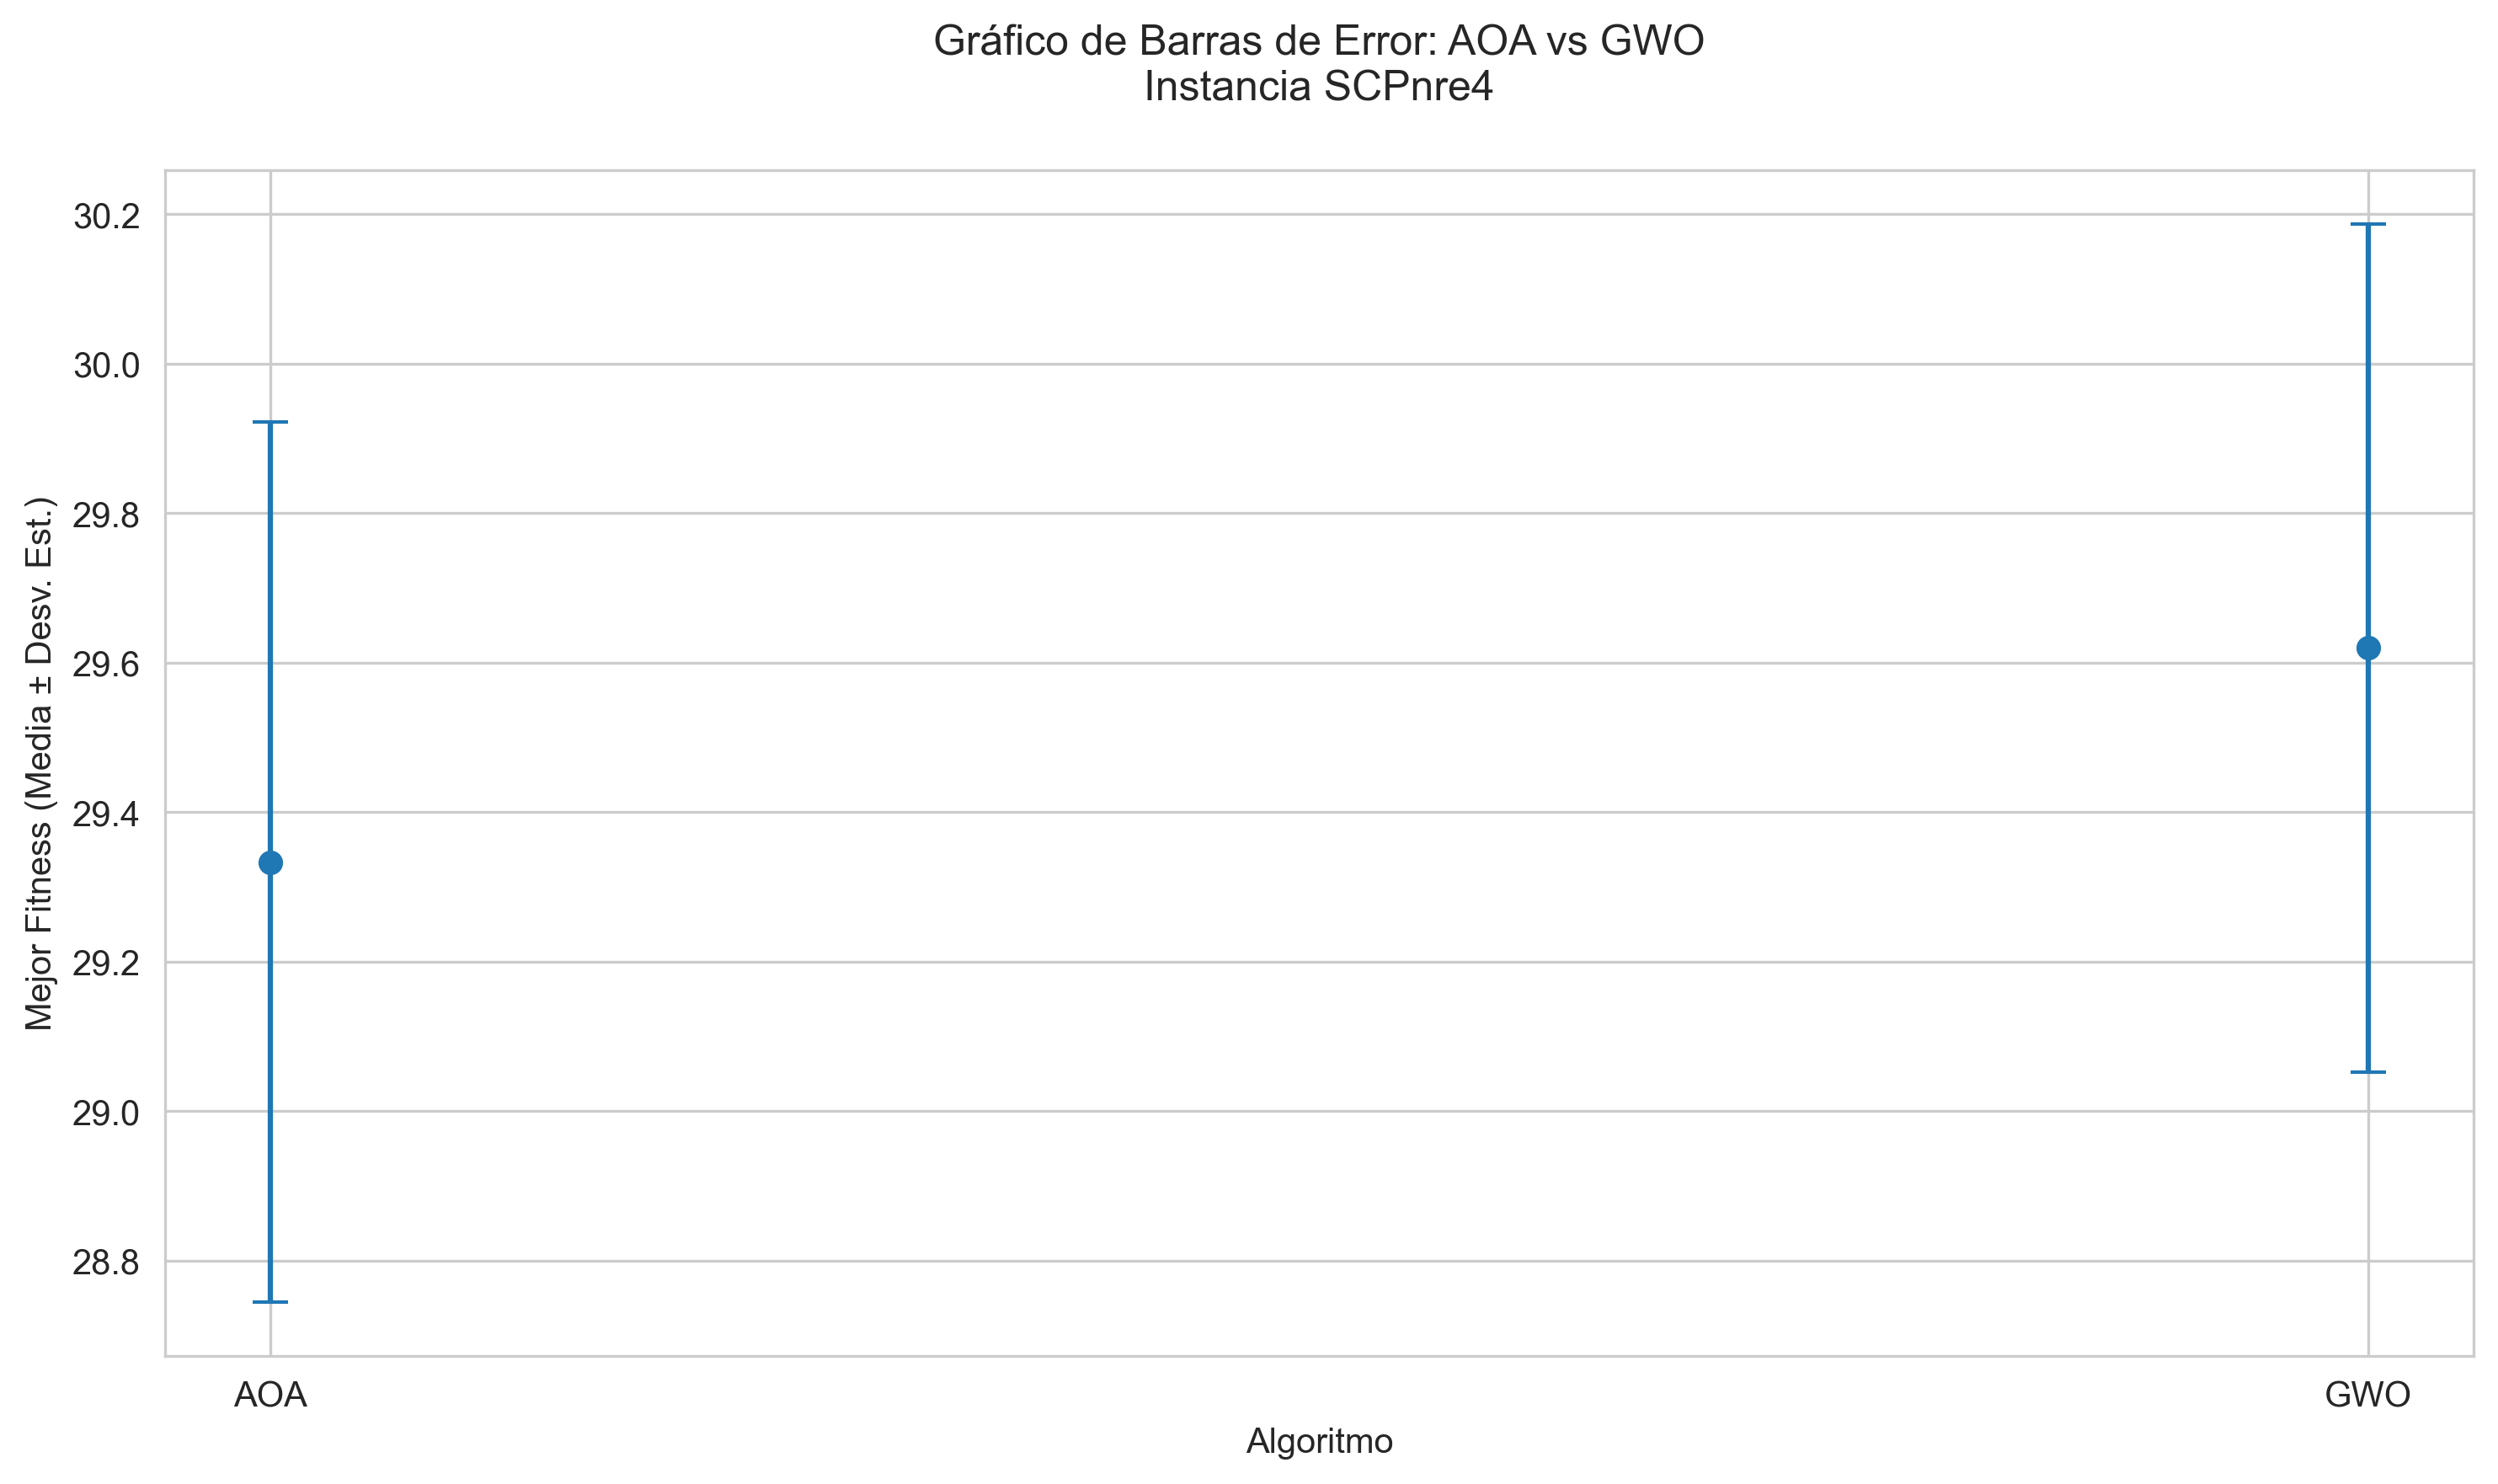 Gráfico de Barras de Error: AOA vs GWO
Instancia SCPnre4
Mejor Fitness (Media ± Desv. Est.)
30.2
30.0
29.8
29.6
29.4
29.2
29.0
28.8
AOA
GWO
Algoritmo